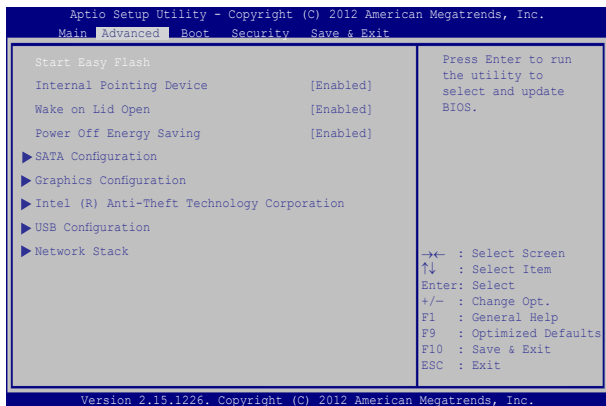 Aptio Setup Utility - Copyright (C) 2012 American Megatrends, Inc.
Main Advanced Boot Security Save & Exit
Start Easy Flash
Internal Pointing Device [Enabled]
Wake on Lid Open [Enabled]
Power Off Energy Saving [Enabled]
SATA Configuration
Graphics Configuration
Intel (R) Anti-Theft Technology Corporation
USB Configuration
Network Stack
Press Enter to run
the utility to
select and update
BIOS.
→← : Select Screen
↑↓ : Select Item
Enter: Select
+/— : Change Opt.
F1 : General Help
F9 : Optimized Defaults
F10 : Save & Exit
ESC : Exit
Version 2.15.1226. Copyright (C) 2012 American Megatrends, Inc.